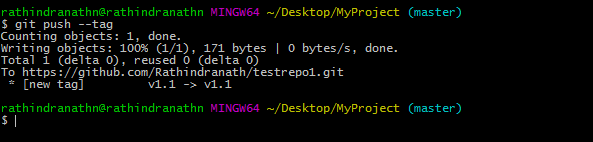 rathindranathn@rathindranathn MINGW64 ~/Desktop/MyProject (master)
$ git push --tag
Counting objects: 1, done.
Writing objects: 100% (1/1), 171 bytes | 0 bytes/s, done.
Total 1 (delta 0), reused 0 (delta 0)
To https://github.com/Rathindranath/testrepo1.git
 * [new tag]         v1.1 -> v1.1
rathindranathn@rathindranathn MINGW64 ~/Desktop/MyProject (master)
$